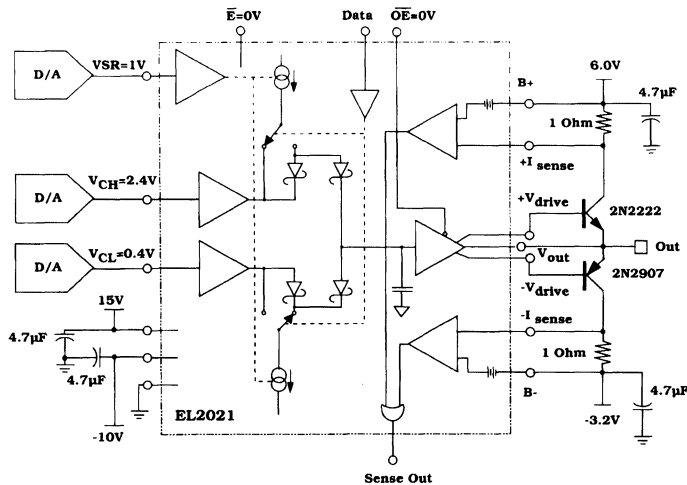 E=0V
Data
OE=0V
6.0V
VSR=1V
B+
D/A
4.7µF
1 Ohm
+I sense
VCH=2.4V
+Vdrive
2N2222
D/A
Vout
Out
VCL=0.4V
2N2907
D/A
-Vdrive
15V
-I sense
4.7µF
1 Ohm
4.7µF
4.7µF
B-
EL2021
-10V
-3.2V
Sense Out